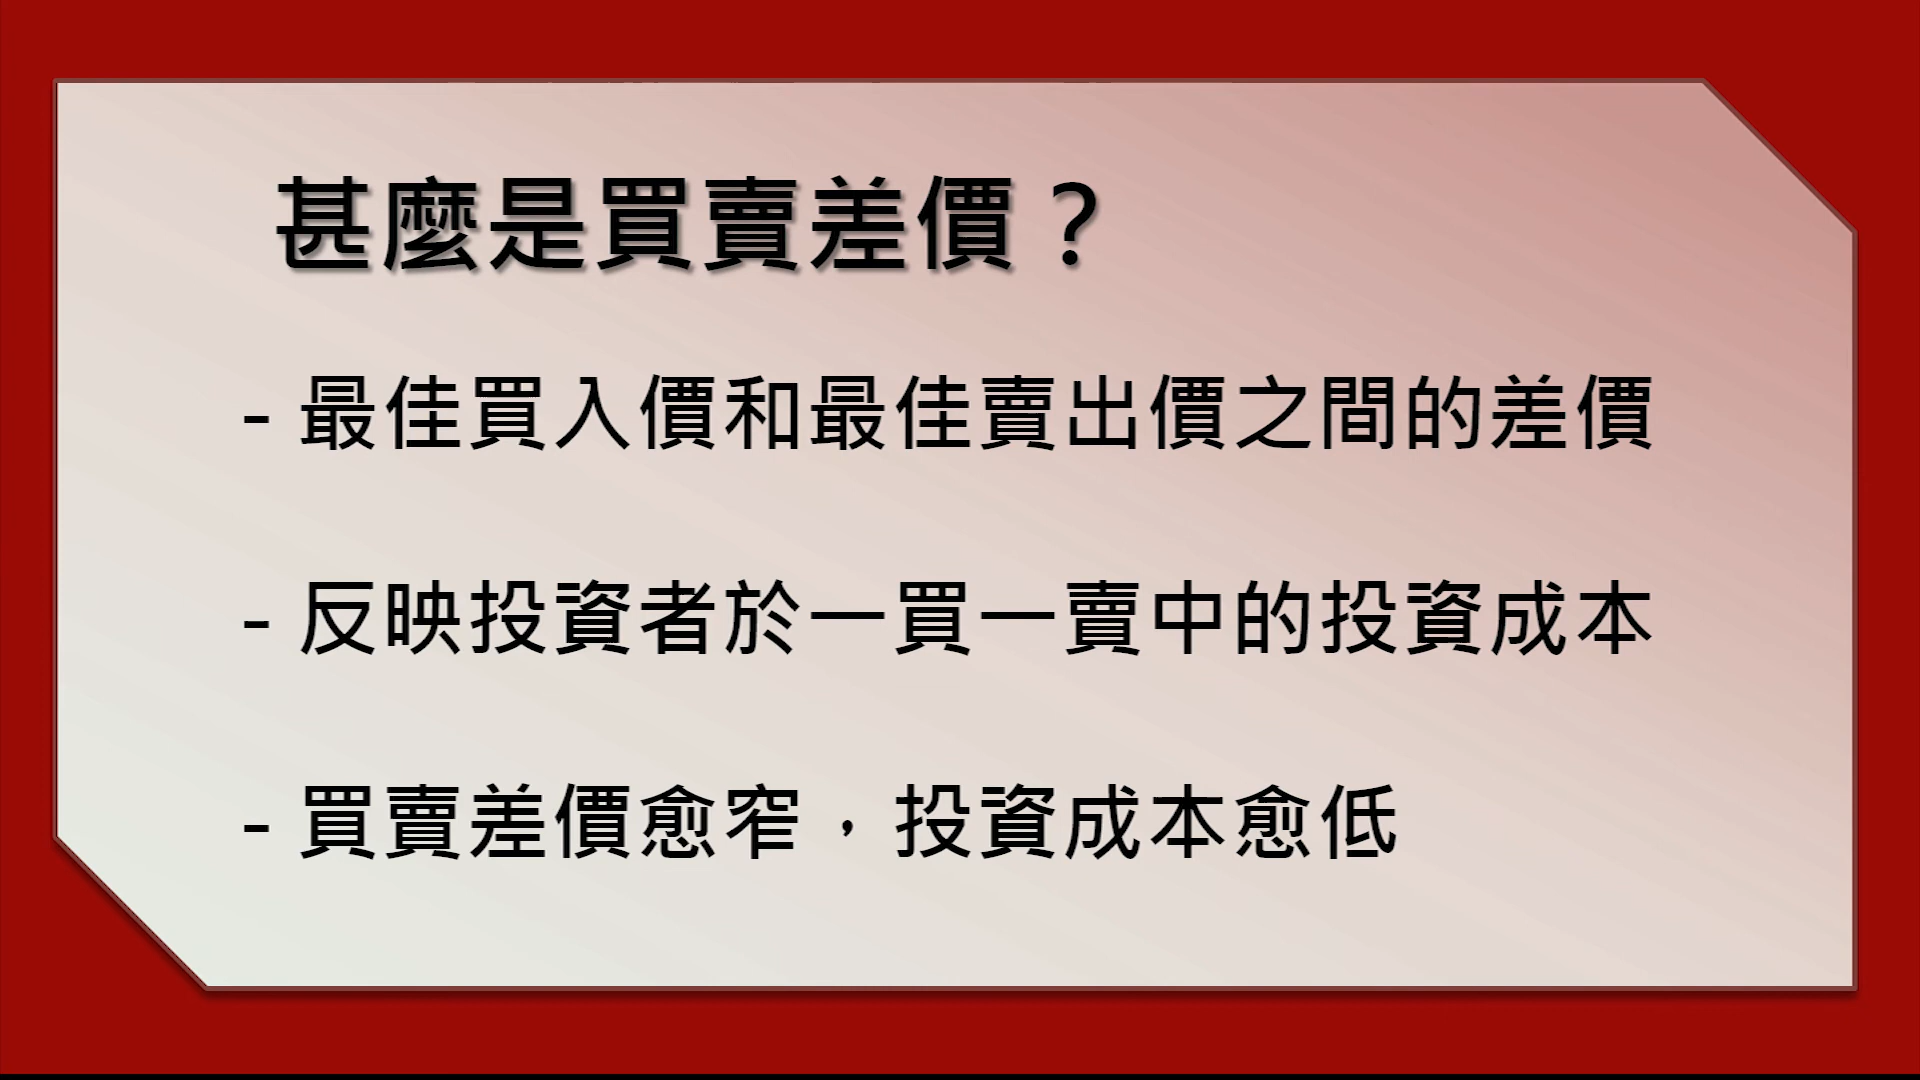 甚麼是買賣差價？
- 最佳買入價和最佳賣出價之間的差價
- 反映投資者於一買一賣中的投資成本
- 買賣差價愈窄，投資成本愈低